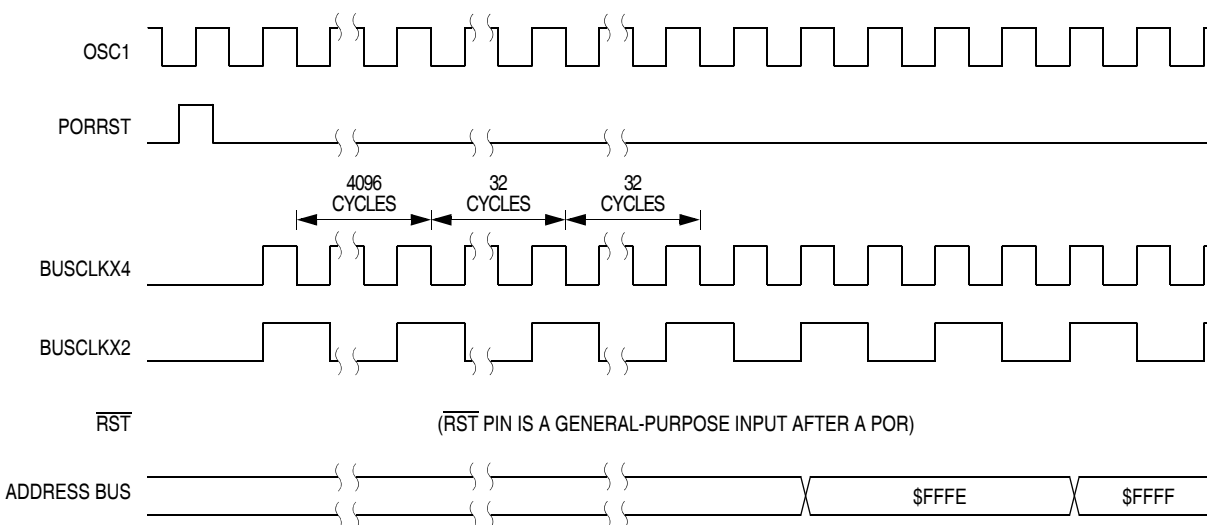 OSC1
PORRST
4096
CYCLES
32
CYCLES
32
CYCLES
BUSCLKX4
BUSCLKX2
RST
(RST PIN IS A GENERAL-PURPOSE INPUT AFTER A POR)
ADDRESS BUS
$FFFE
$FFFF